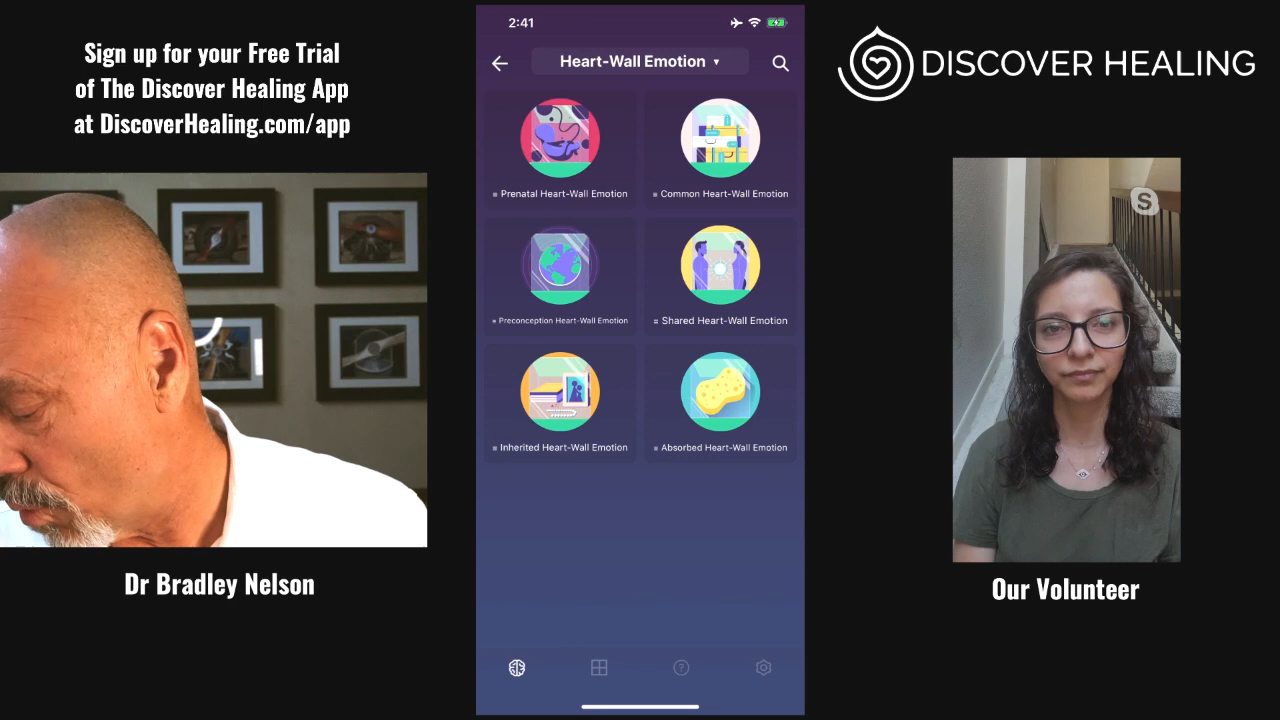 Sign up for your Free Trial
of The Discover Healing App
at DiscoverHealing.com/app
Dr Bradley Nelson
2:41
Heart-Wall Emotion ▾
Prenatal Heart-Wall Emotion
Common Heart-Wall Emotion
Preconception Heart-Wall Emotion
Shared Heart-Wall Emotion
Inherited Heart-Wall Emotion
Absorbed Heart-Wall Emotion
?
DISCOVER HEALING
S
Our Volunteer